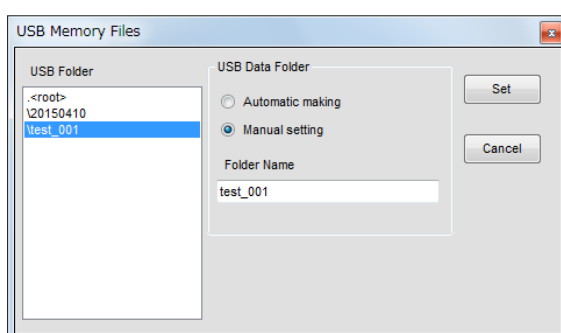 USB Memory Files
USB Folder
.<root>
\20150410
\test_001
USB Data Folder
Automatic making
Manual setting
Folder Name
test_001
Set
Cancel